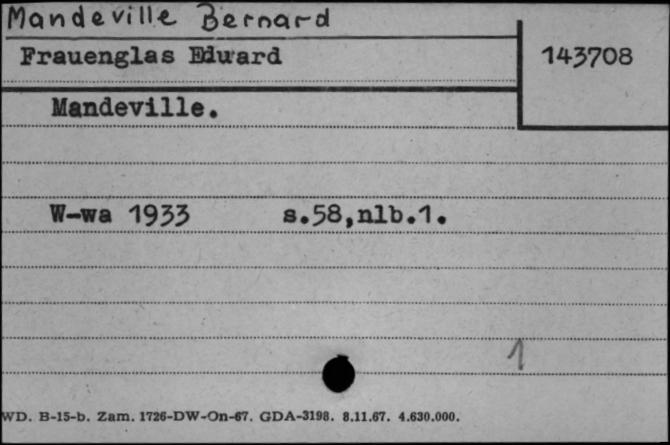 Mandeville Bernard
Frauenglas Edward
143708
Mandeville.
W-wa 1933 s.58,nlb.1.
1
WD. B-15-b. Zam. 1726-DW-On-67. GDA-3198. 8.11.67. 4.630.000.